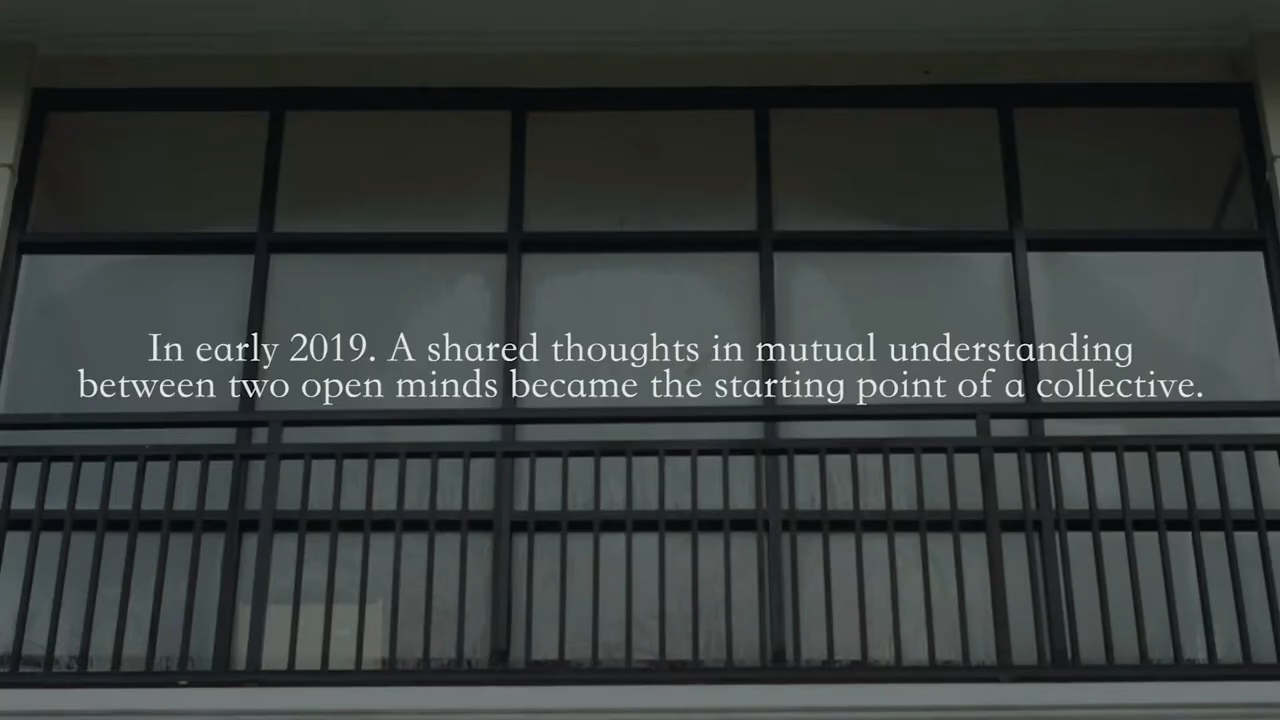 In early 2019. A shared thoughts in mutual understanding
between two open minds became the starting point of a collective.